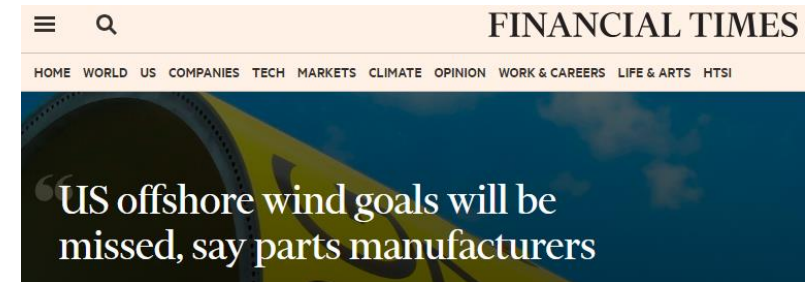 FINANCIAL TIMES
HOME WORLD US COMPANIES TECH MARKETS CLIMATE OPINION WORK & CAREERS LIFE & ARTS HTSI
“US offshore wind goals will be
missed, say parts manufacturers